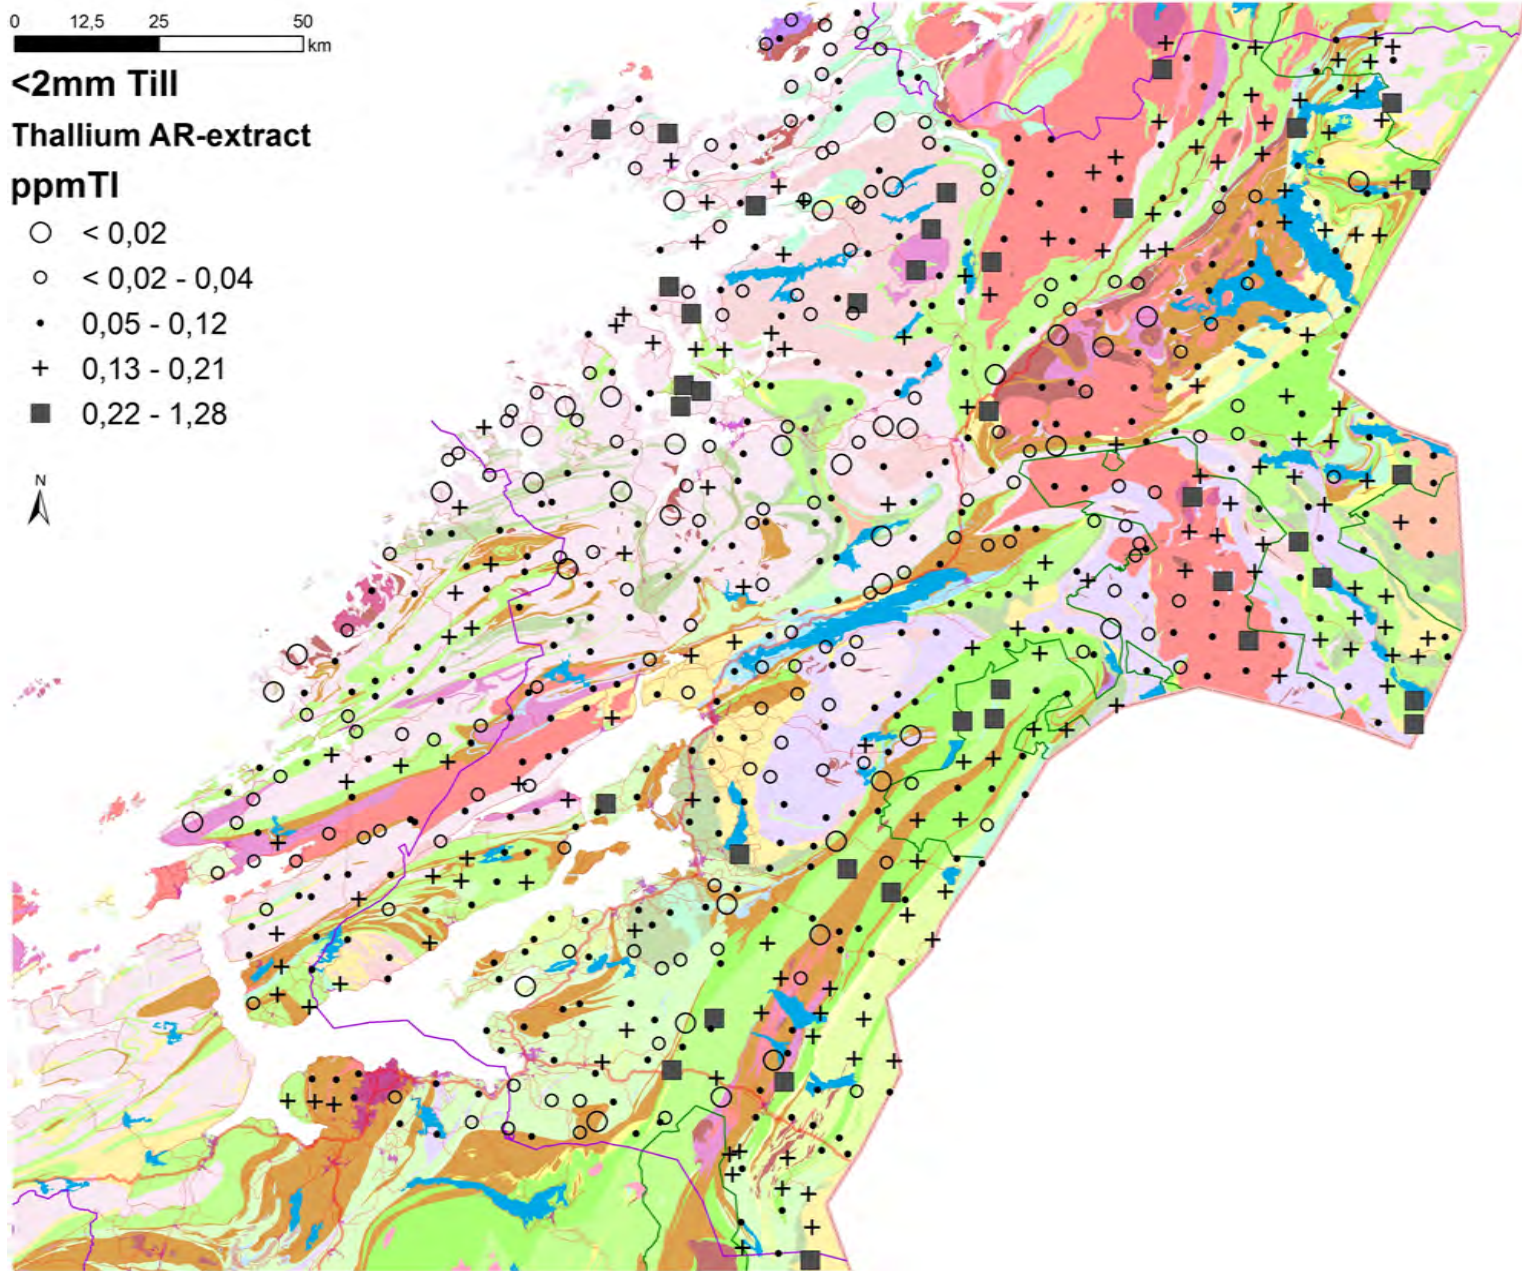 0 12,5 25 50
km
<2mm Till
Thallium AR-extract
ppmTl
< 0,02
< 0,02 - 0,04
0,05 - 0,12
0,13 - 0,21
0,22 - 1,28
N